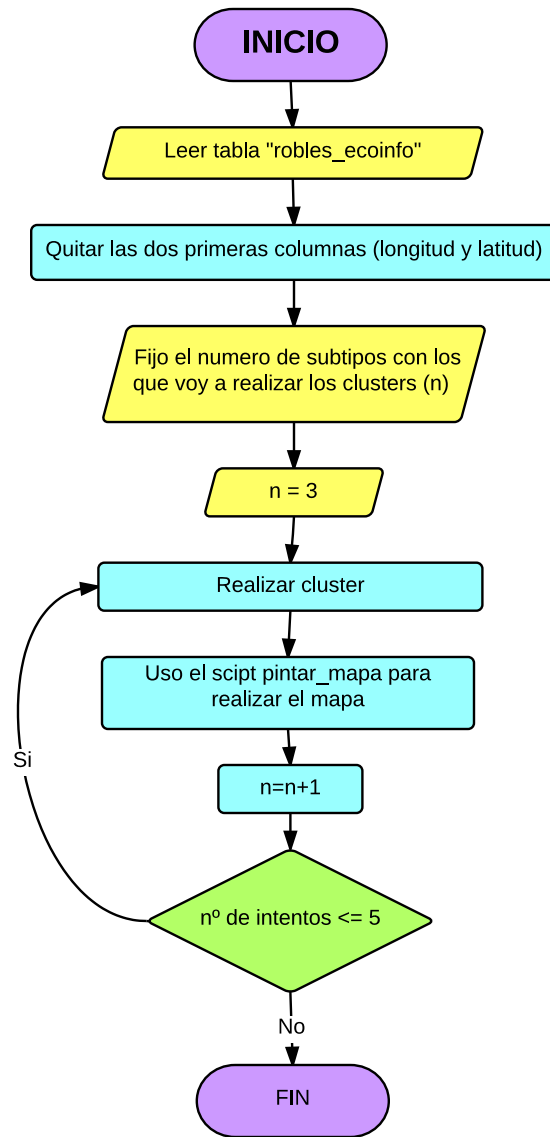 INICIO
Leer tabla "robles_ecoinfo"
Quitar las dos primeras columnas (longitud y latitud)
Fijo el numero de subtipos con los
que voy a realizar los clusters (n)
n = 3
Realizar cluster
Uso el scipt pintar_mapa para
realizar el mapa
Si
n=n+1
nº de intentos <= 5
No
FIN